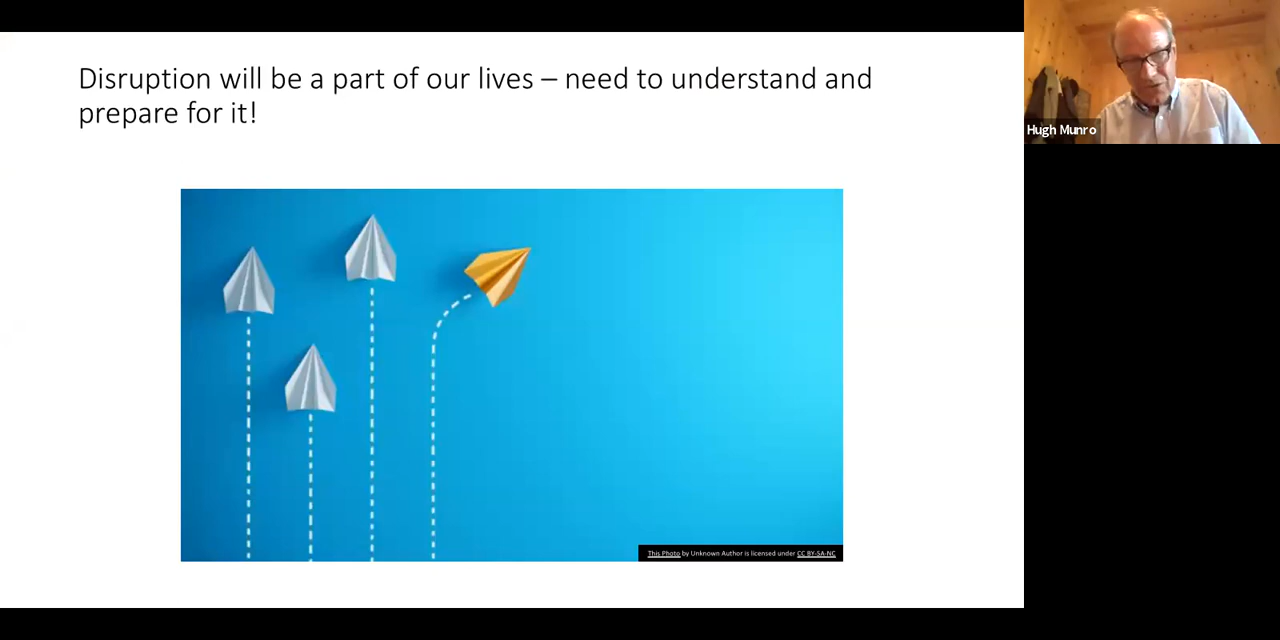 Disruption will be a part of our lives – need to understand and
prepare for it!
Hugh Munro
This Photo by Unknown Author is licensed under CC BY-SA-NC